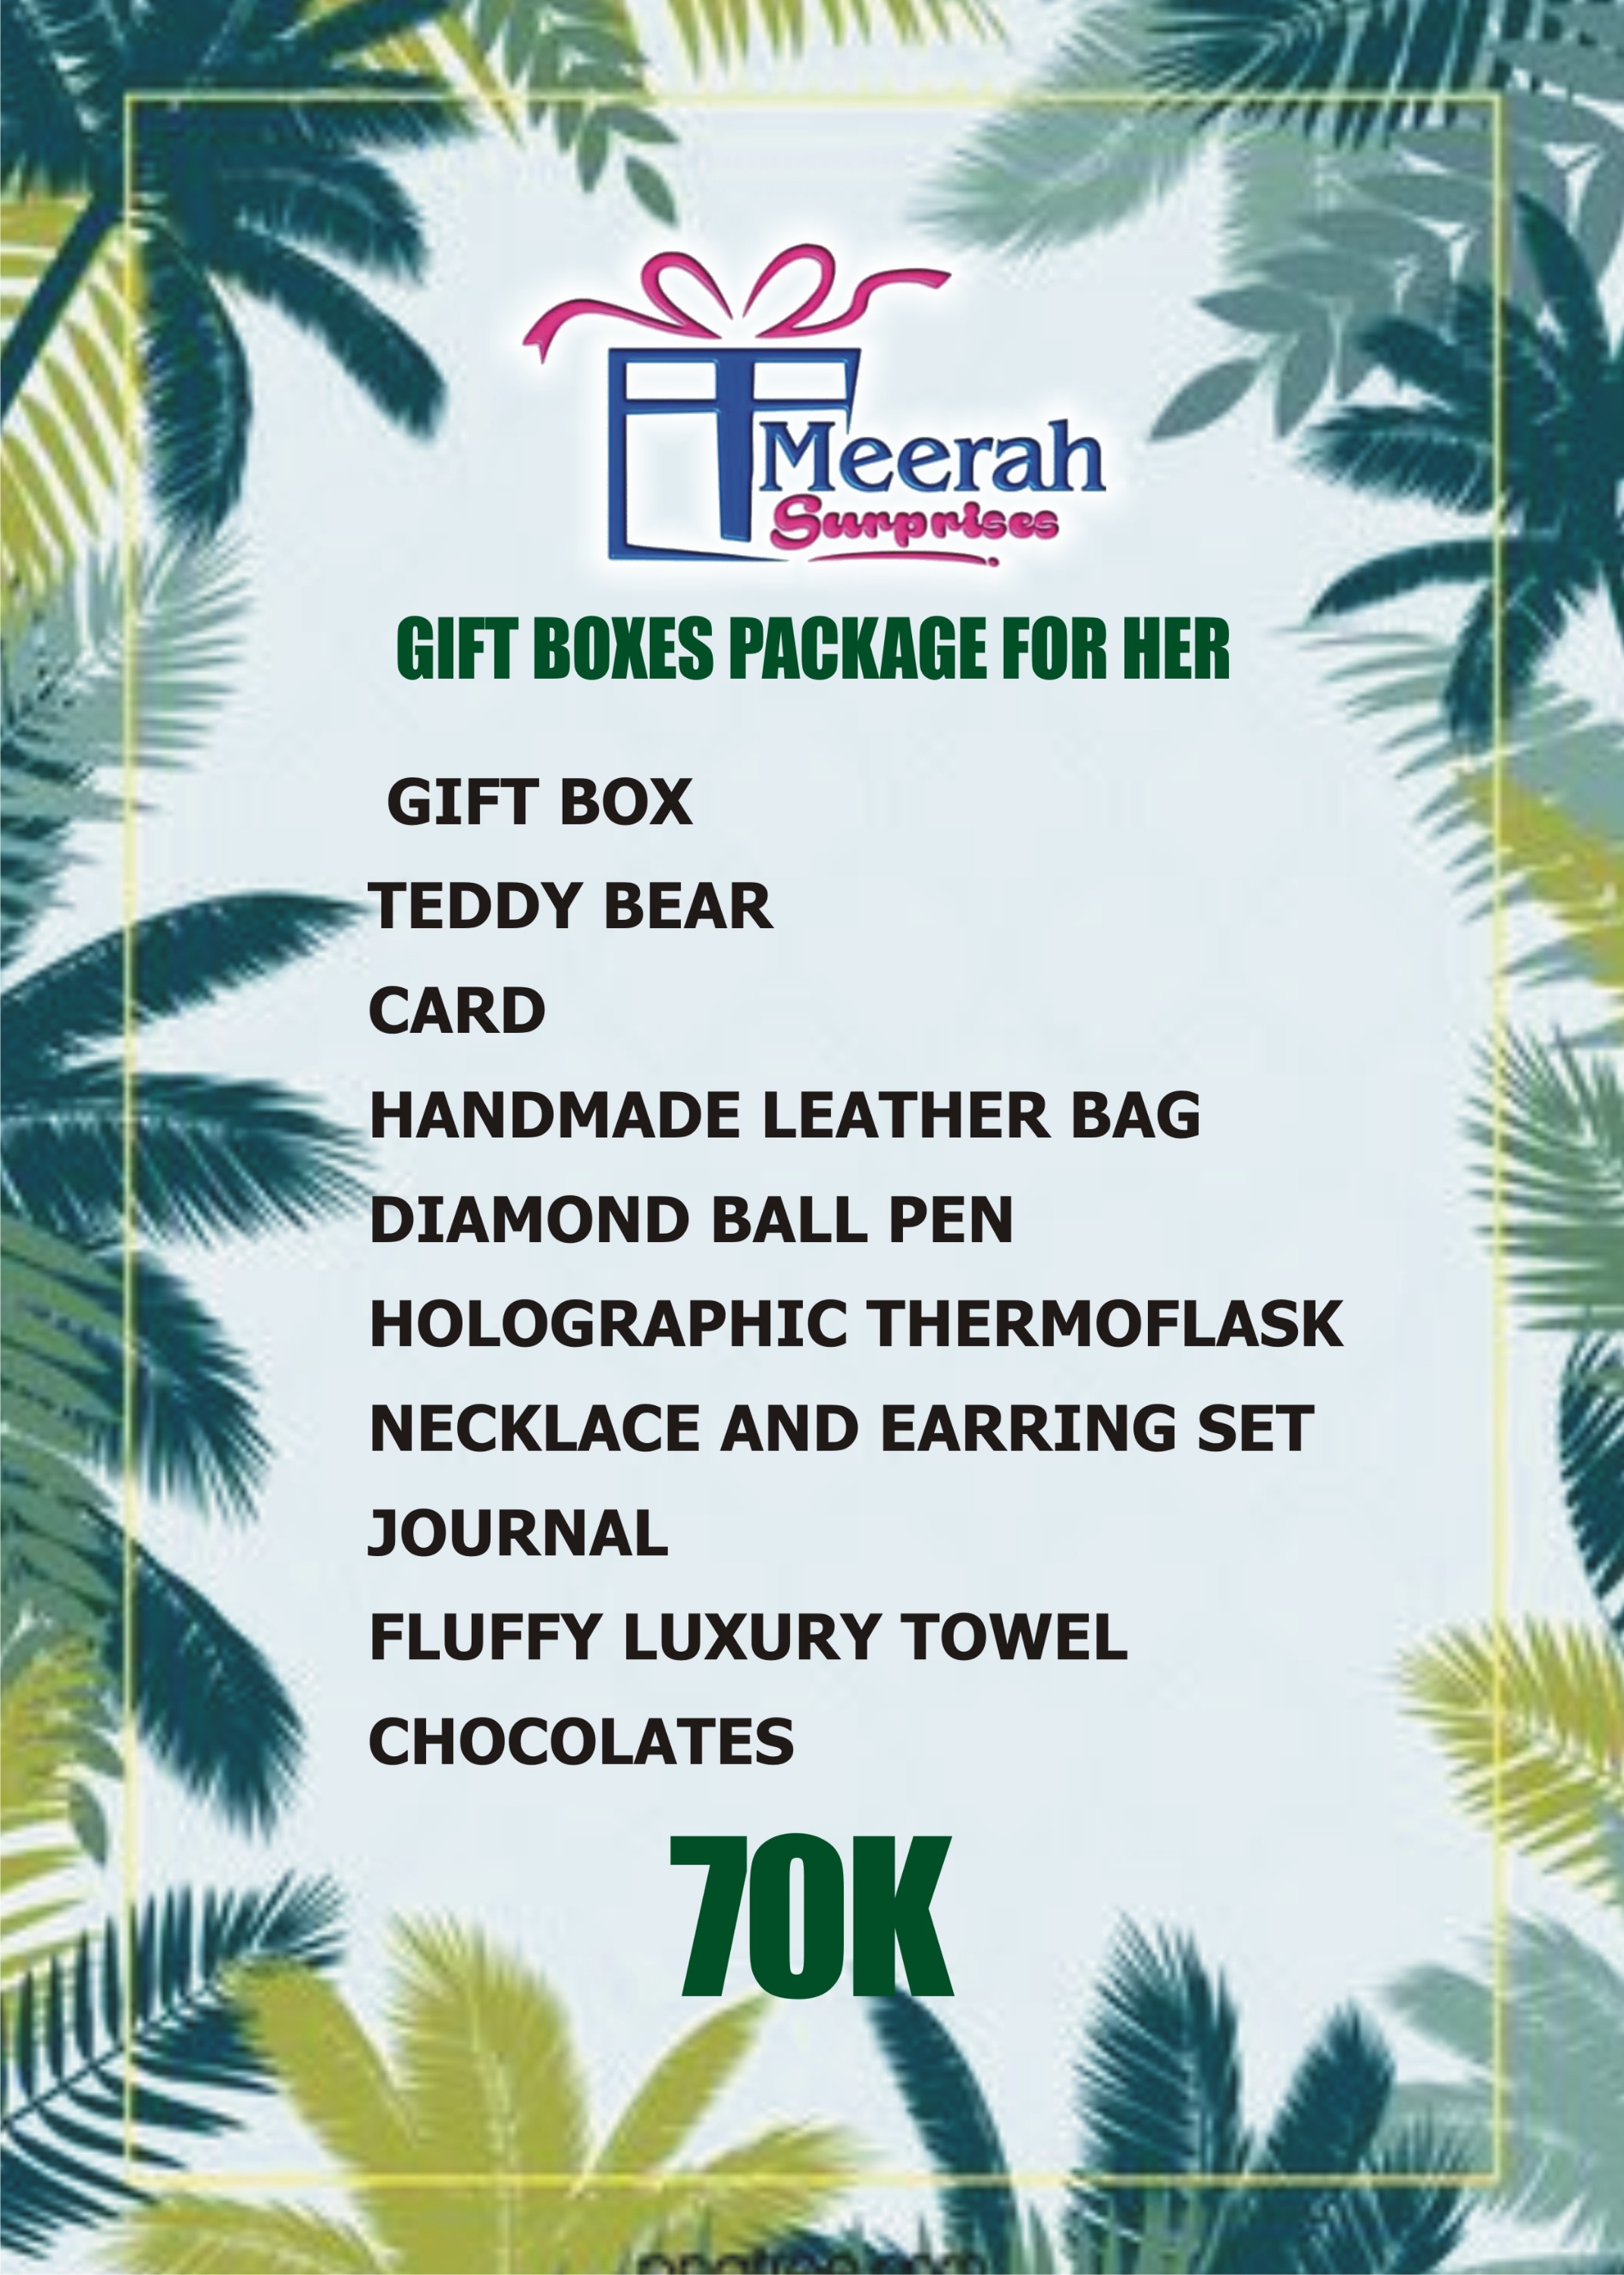 Meerah
Surprises
GIFT BOXES PACKAGE FOR HER
GIFT BOX
TEDDY BEAR
CARD
HANDMADE LEATHER BAG
DIAMOND BALL PEN
HOLOGRAPHIC THERMOFLASK
NECKLACE AND EARRING SET
JOURNAL
FLUFFY LUXURY TOWEL
CHOCOLATES
70K